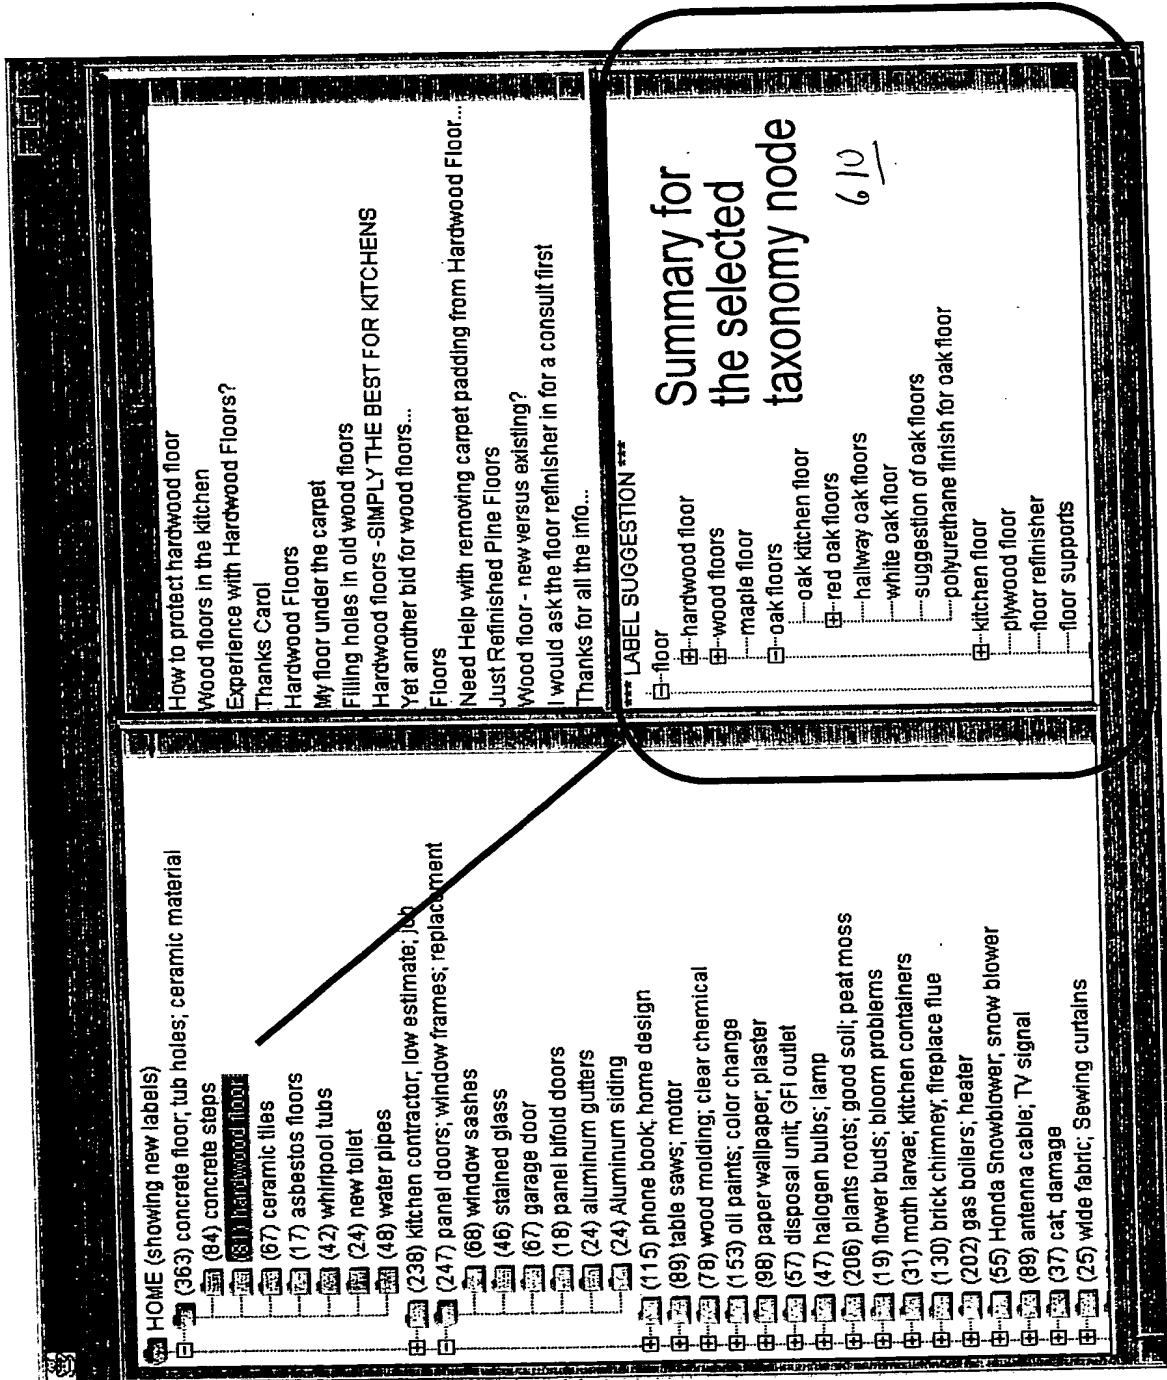 HOME (showing new labels)
(363) concrete floor; tub holes; ceramic material
(84) concrete steps
(81) hardwood floor
(67) ceramic tiles
(17) asbestos floors
(42) whirlpool tubs
(24) new toilet
(48) water pipes
(238) kitchen contractor; low estimate; job
(247) panel doors; window frames; replacement
(68) window sashes
(46) stained glass
(67) garage door
(18) panel bifold doors
(24) aluminum gutters
(24) Aluminum siding
(115) phone book; home design
(89) table saws; motor
(78) wood molding; clear chemical
(153) oil paints; color change
(98) paper wallpaper; plaster
(57) disposal unit; GFI outlet
(47) halogen bulbs; lamp
(206) plants roots; good soil; peat moss
(19) flower buds; bloom problems
(31) moth larvae; kitchen containers
(130) brick chimney; fireplace flue
(202) gas boilers; heater
(55) Honda Snowblower; snow blower
(89) antenna cable; TV signal
(37) cat; damage
(25) wide fabric; Sewing curtains
How to protect hardwood floor
Wood floors in the kitchen
Experience with Hardwood Floors?
Thanks Carol
Hardwood Floors
My floor under the carpet
Filling holes in old wood floors
Hardwood floors -SIMPLY THE BEST FOR KITCHENS
Yet another bid for wood floors...
Floors
Need Help with removing carpet padding from Hardwood Floor...
Just Refinished Pine Floors
Wood floor - new versus existing?
I would ask the floor refinisher in for a consult first
Thanks for all the info...
*** LABEL SUGGESTION ***
floor
hardwood floor
wood floors
maple floor
oak floors
oak kitchen floor
red oak floors
hallway oak floors
white oak floor
suggestion of oak floors
polyurethane finish for oak floor
kitchen floor
plywood floor
floor refinisher
floor supports
Summary for
the selected
taxonomy node
610